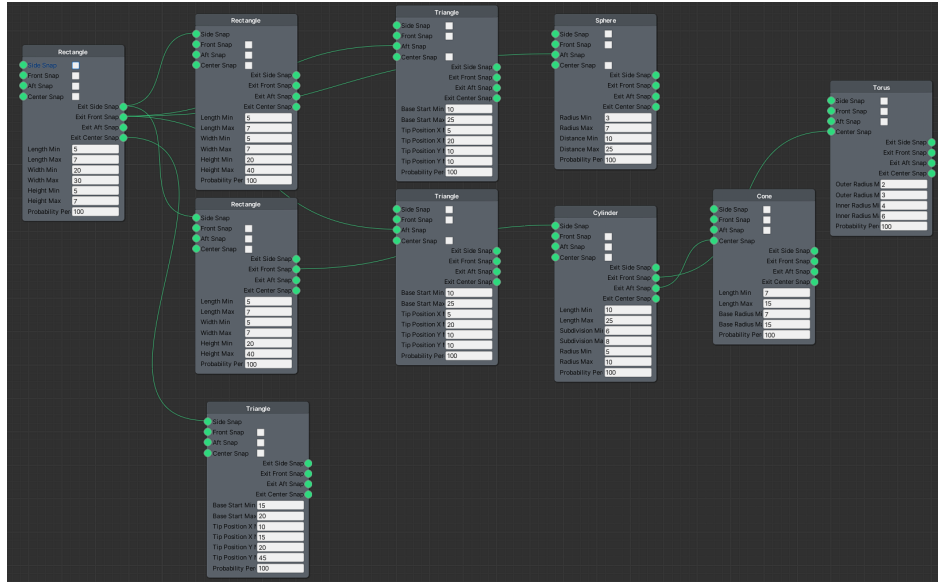 Rectangle
Side Snap
Front Snap
Aft Snap
Center Snap
Exit Side Snap
Exit Front Snap
Exit Aft Snap
Exit Center Snap
Length Min 5
Length Max 7
Width Min 20
Width Max 30
Height Min 5
Height Max 7
Probability Per 100
Rectangle
Side Snap
Front Snap
Aft Snap
Center Snap
Exit Side Snap
Exit Front Snap
Exit Aft Snap
Exit Center Snap
Length Min 5
Length Max 7
Width Min 5
Width Max 7
Height Min 20
Height Max 40
Probability Per 100
Rectangle
Side Snap
Front Snap
Aft Snap
Center Snap
Exit Side Snap
Exit Front Snap
Exit Aft Snap
Exit Center Snap
Length Min 5
Length Max 7
Width Min 5
Width Max 7
Height Min 20
Height Max 40
Probability Per 100
Triangle
Side Snap
Front Snap
Aft Snap
Center Snap
Exit Side Snap
Exit Front Snap
Exit Aft Snap
Exit Center Snap
Base Start Min 15
Base Start Max 20
Tip Position X 10
Tip Position X 15
Tip Position Y 20
Tip Position Y 45
Probability Per 100
Triangle
Side Snap
Front Snap
Aft Snap
Center Snap
Exit Side Snap
Exit Front Snap
Exit Aft Snap
Exit Center Snap
Base Start Min 10
Base Start Max 25
Tip Position X 5
Tip Position X 20
Tip Position Y 10
Tip Position Y 10
Probability Per 100
Triangle
Side Snap
Front Snap
Aft Snap
Center Snap
Exit Side Snap
Exit Front Snap
Exit Aft Snap
Exit Center Snap
Base Start Min 10
Base Start Max 25
Tip Position X 5
Tip Position X 20
Tip Position Y 10
Tip Position Y 10
Probability Per 100
Sphere
Side Snap
Front Snap
Aft Snap
Center Snap
Exit Side Snap
Exit Front Snap
Exit Aft Snap
Exit Center Snap
Radius Min 3
Radius Max 7
Distance Min 10
Distance Max 25
Probability Per 100
Cylinder
Side Snap
Front Snap
Aft Snap
Center Snap
Exit Side Snap
Exit Front Snap
Exit Aft Snap
Exit Center Snap
Length Min 10
Length Max 25
Subdivision Mi 6
Subdivision Ma 8
Radius Min 5
Radius Max 10
Probability Per 100
Cone
Side Snap
Front Snap
Aft Snap
Center Snap
Exit Side Snap
Exit Front Snap
Exit Aft Snap
Exit Center Snap
Length Min 7
Length Max 15
Base Radius Mi 7
Base Radius M 15
Probability Per 100
Torus
Side Snap
Front Snap
Aft Snap
Center Snap
Exit Side Snap
Exit Front Snap
Exit Aft Snap
Exit Center Snap
Outer Radius M 2
Outer Radius M 3
Inner Radius M 4
Inner Radius M 6
Probability Per 100